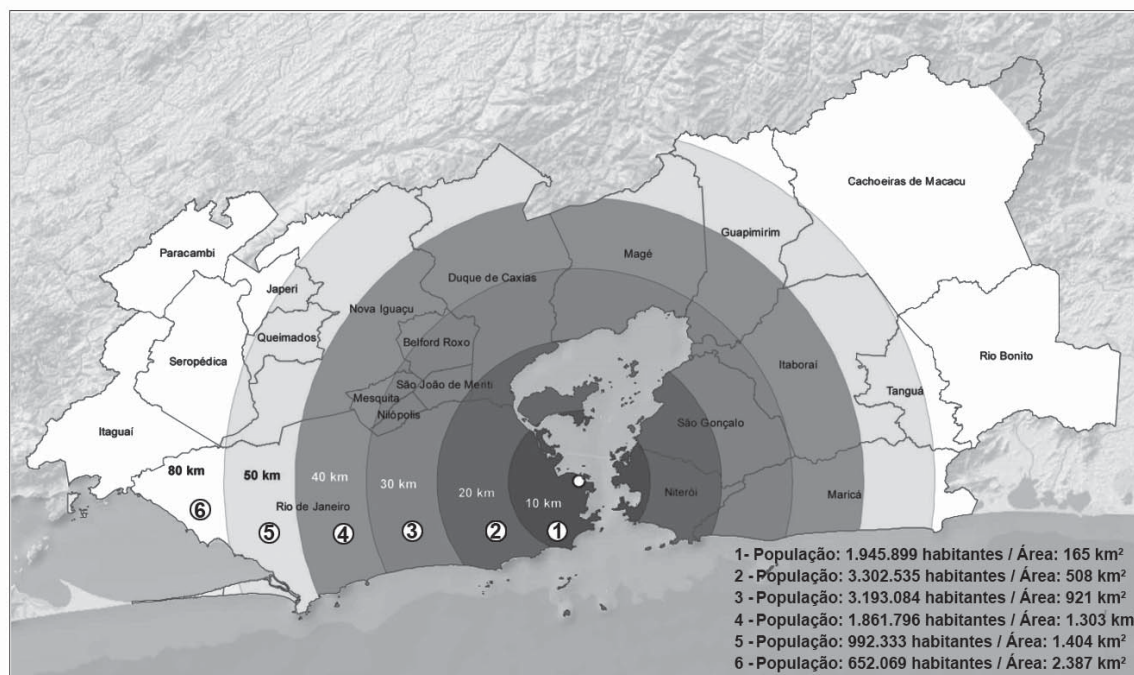 Cachoeiras de Macacu
Guapimirim
Paracambi
Magé
Duque de Caxias
Japeri
Nova Iguaçu
Queimados
Belford Roxo
Seropédica
Rio Bonito
Itaboraí
São João de Meriti
Tanguá
Mesquita
Nilópolis
São Gonçalo
Itaguaí
80 km
50 km
40 km
30 km
20 km
10 km
Niterói
Maricá
Rio de Janeiro
6
5
4
3
2
1
1- População: 1.945.899 habitantes / Área: 165 km²
2 - População: 3.302.535 habitantes / Área: 508 km²
3 - População: 3.193.084 habitantes / Área: 921 km²
4 - População: 1.861.796 habitantes / Área: 1.303 km
5 - População: 992.333 habitantes / Área: 1.404 km²
6 - População: 652.069 habitantes / Área: 2.387 km²